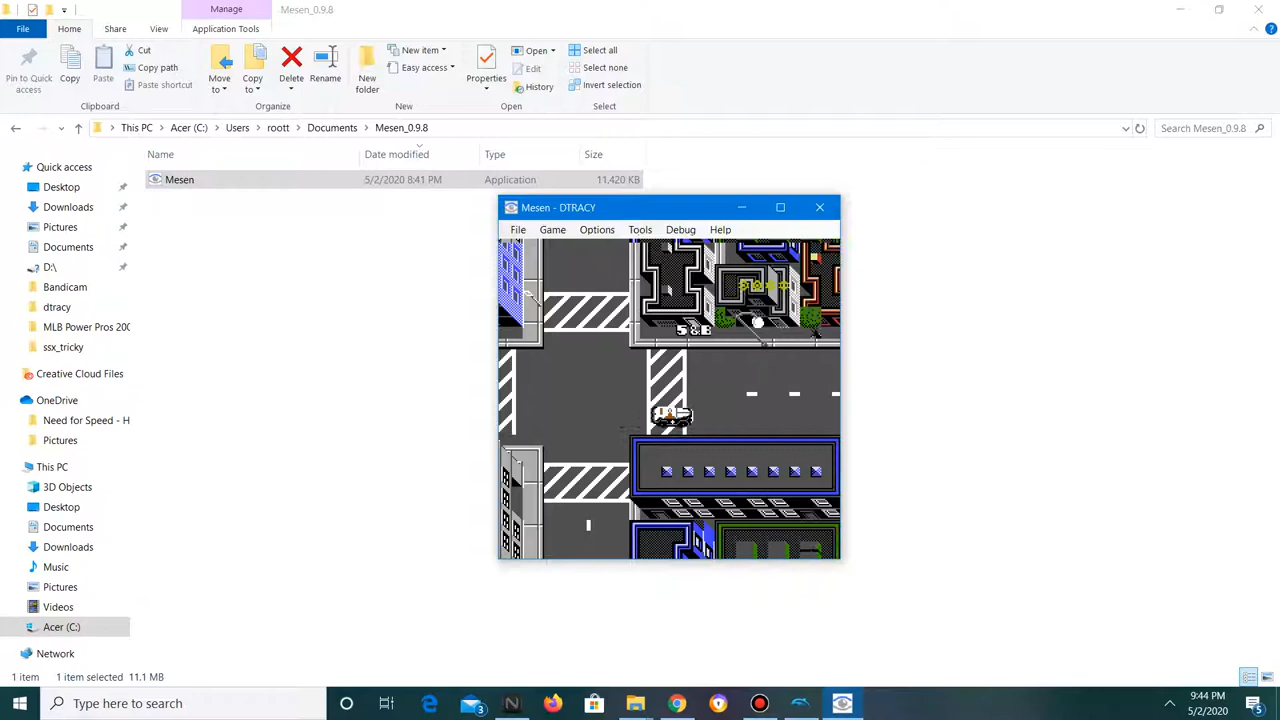 Manage
Mesen_0.9.8
File
Home
Share
View
Application Tools
Pin to Quick access
Copy
Paste
Cut
Copy path
Paste shortcut
Clipboard
Move to
Copy to
Delete
Rename
Organize
New folder
New item
Easy access
New
Properties
Open
Edit
History
Open
Select all
Select none
Invert selection
Select
This PC
Acer (C:)
Users
roott
Documents
Mesen_0.9.8
Search Mesen_0.9.8
Name
Date modified
Type
Size
Mesen
5/2/2020 8:41 PM
Application
11,420 KB
Quick access
Desktop
Downloads
Pictures
Documents
D:\
Bandicam
dtracy
MLB Power Pros 200
ssx_tricky
Creative Cloud Files
OneDrive
Need for Speed - H
Pictures
This PC
3D Objects
Desktop
Documents
Downloads
Music
Pictures
Videos
Acer (C:)
Network
Mesen - DTRACY
File
Game
Options
Tools
Debug
Help
5&B
1 item
1 item selected
11.1 MB
Type here to search
3
9:44 PM
5/2/2020
5